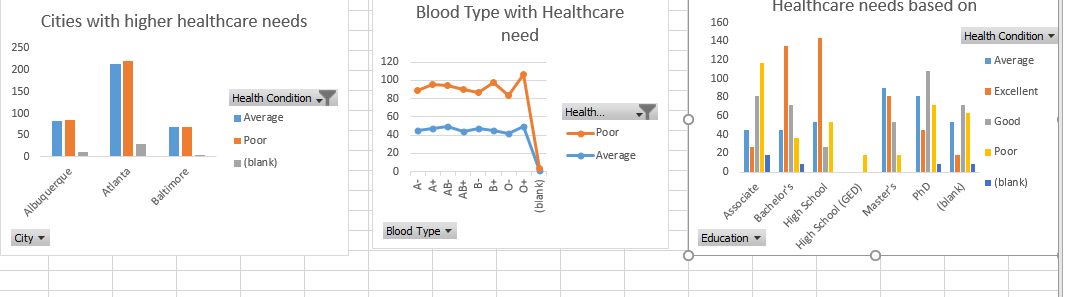 Cities with higher healthcare needs
250
200
150
100
50
0
Albuquerque
Atlanta
Baltimore
Health Condition
Average
Poor
(blank)
City
Blood Type with Healthcare
need
120
100
80
60
40
20
0
A-
A+
AB-
AB+
B-
B+
O-
O+
(blank)
Health...
Poor
Average
Blood Type
Healthcare needs based on
160
140
120
100
80
60
40
20
0
Associate
Bachelor's
High School
High School (GED)
Master's
PhD
(blank)
Health Condition
Average
Excellent
Good
Poor
(blank)
Education